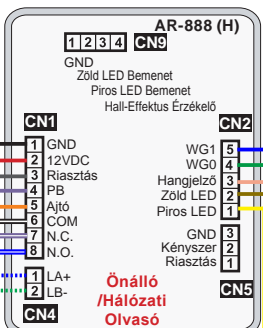 AR-888 (H)
1 2 3 4 CN9
GND
Zöld LED Bemenet
Piros LED Bemenet
Hall-Effektus Érzékelő
CN1
1 GND
2 12VDC
3 Riasztás
4 PB
5 Ajtó
6 COM
7 N.C.
8 N.O.
1 LA+
2 LB-
CN4
CN2
WG1 5
WG0 4
Hangjelző 3
Zöld LED 2
Piros LED 1
GND 3
Kényszer 2
Riasztás 1
CN5
Önálló
/Hálózati
Olvasó